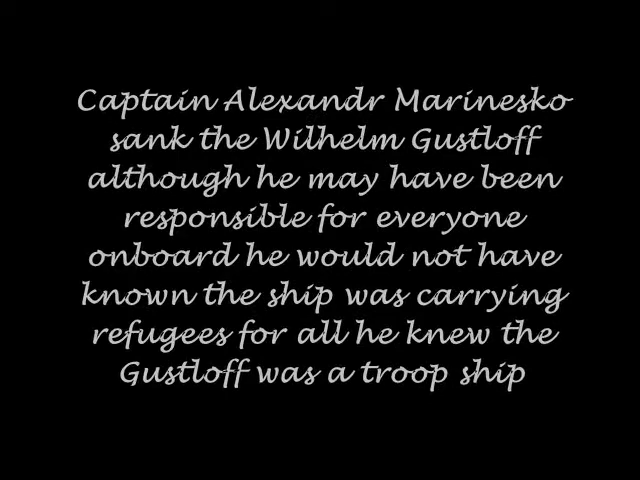 Captain Alexandr Marinesko
sank the Wilhelm Gustloff
although he may have been
responsible for everyone
onboard he would not have
known the ship was carrying
refugees for all he knew the
Gustloff was a troop ship